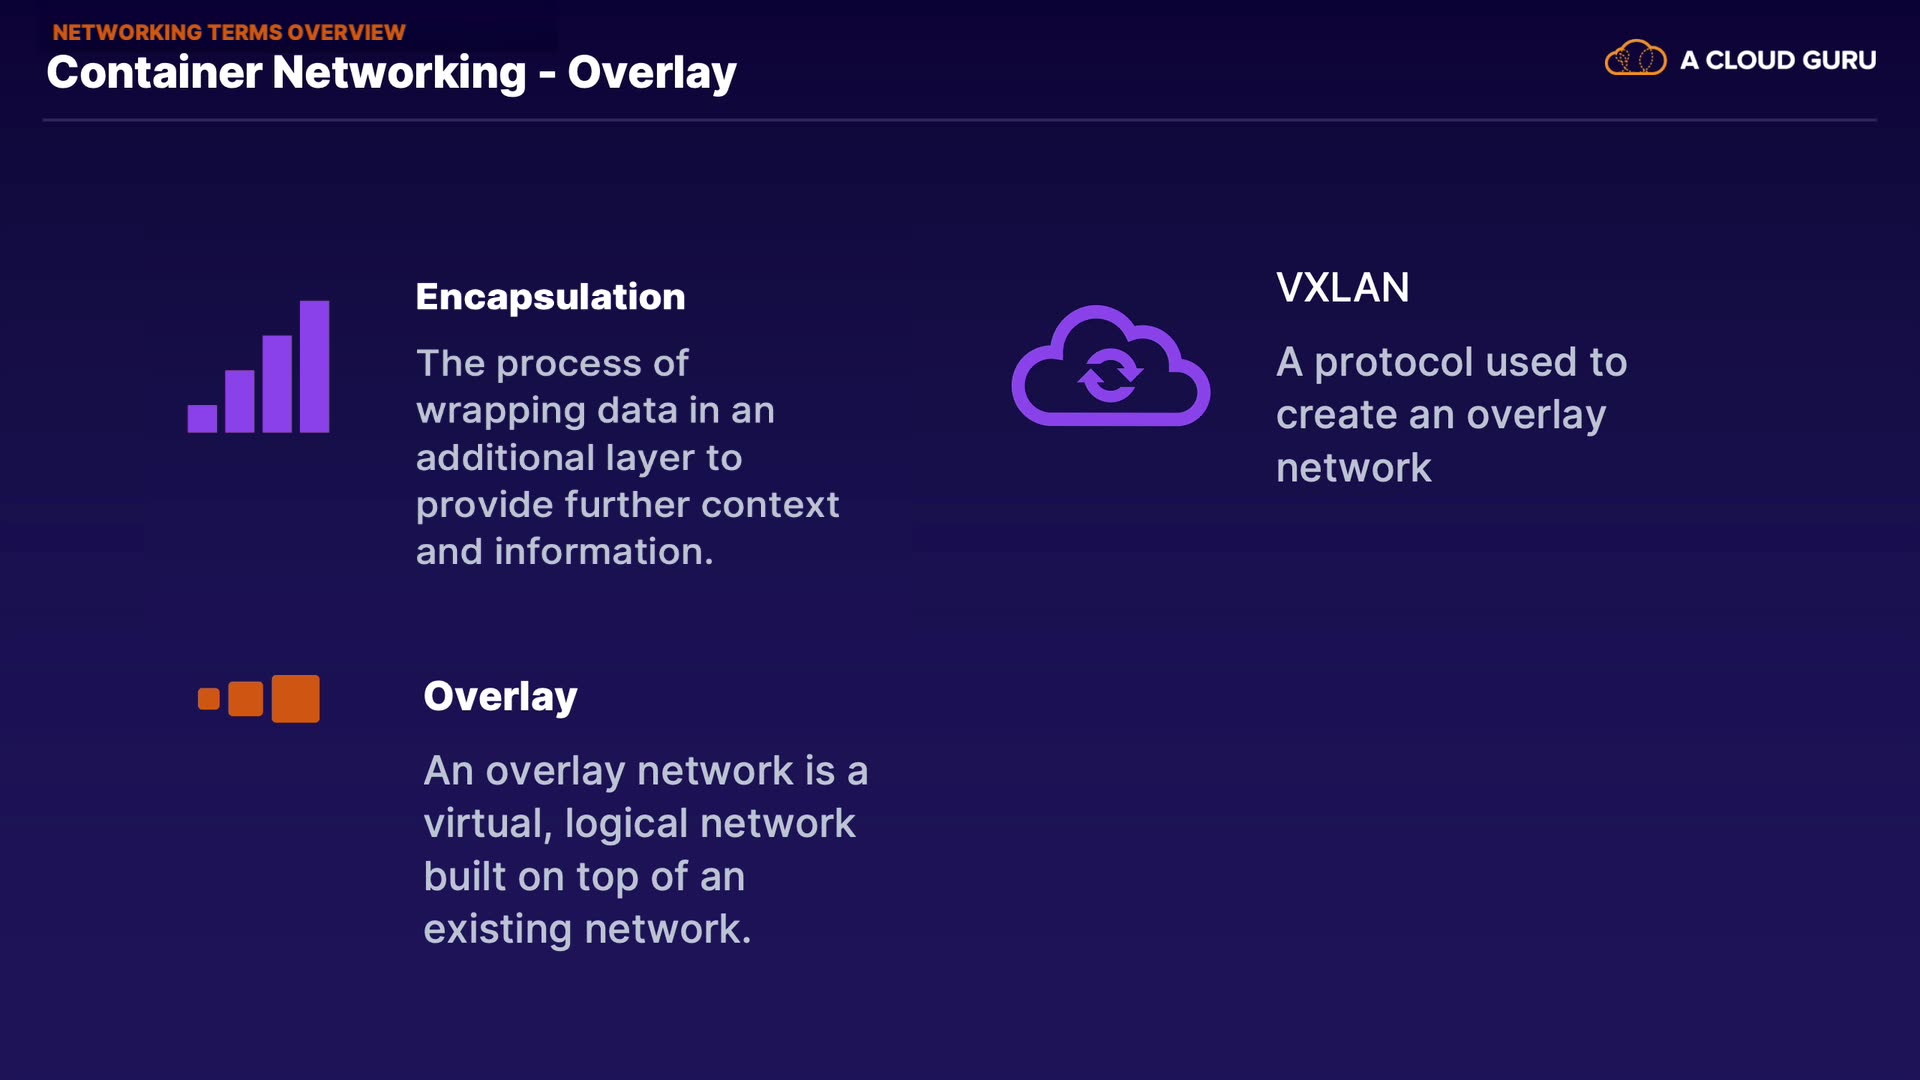 NETWORKING TERMS OVERVIEW
Container Networking - Overlay
A CLOUD GURU
Encapsulation
The process of
wrapping data in an
additional layer to
provide further context
and information.
VXLAN
A protocol used to
create an overlay
network
Overlay
An overlay network is a
virtual, logical network
built on top of an
existing network.